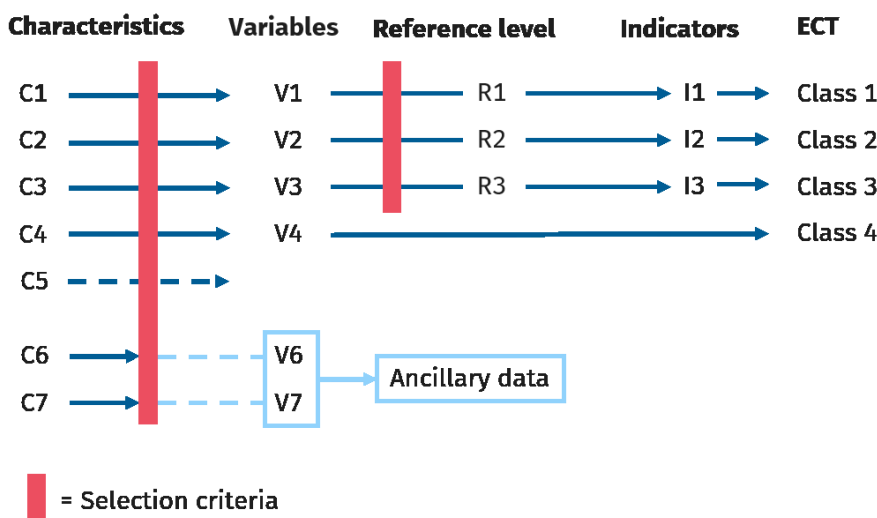 Characteristics Variables Reference level Indicators ECT
C1 V1 R1 I1 Class 1
C2 V2 R2 I2 Class 2
C3 V3 R3 I3 Class 3
C4 V4 Class 4
C5
C6 V6
Ancillary data
C7 V7
= Selection criteria